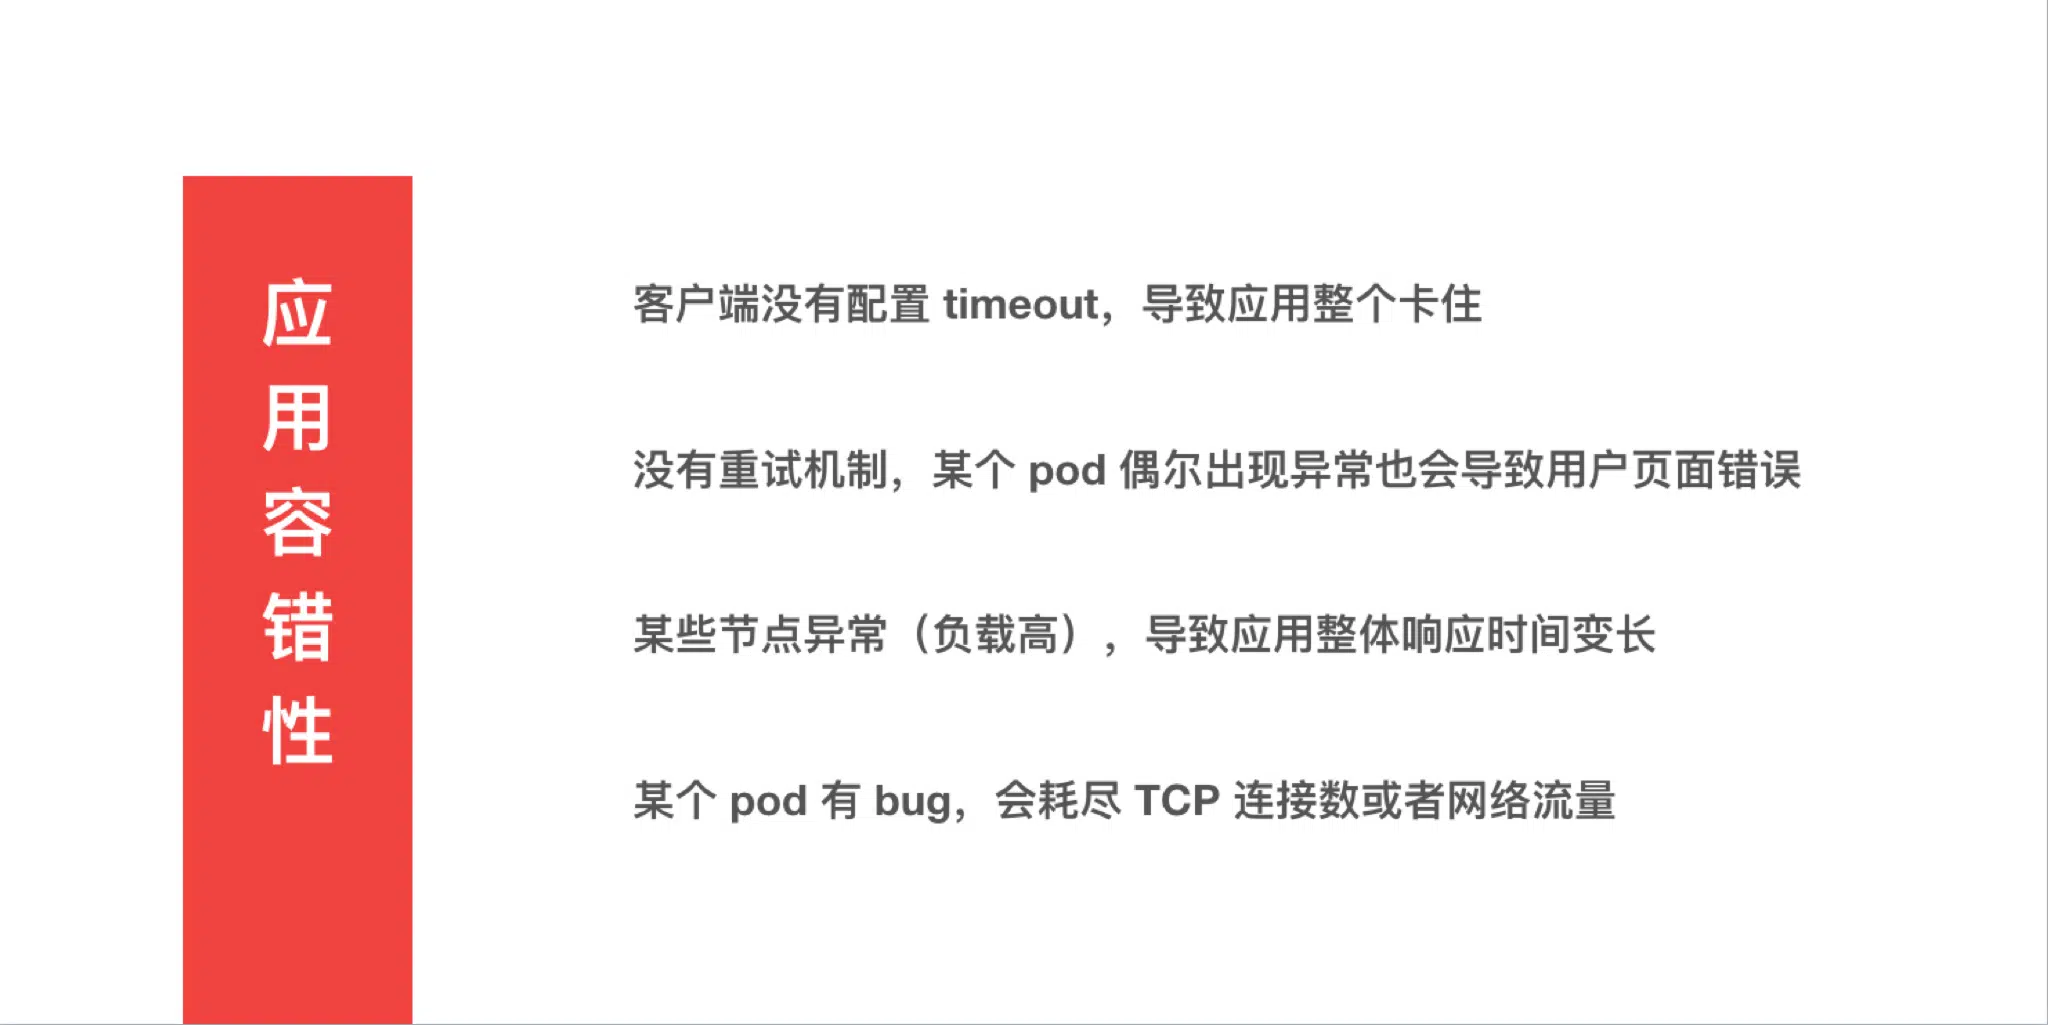 应用容错性
客户端没有配置 timeout，导致应用整个卡住
没有重试机制，某个 pod 偶尔出现异常也会导致用户页面错误
某些节点异常（负载高），导致应用整体响应时间变长
某个 pod 有 bug，会耗尽 TCP 连接数或者网络流量